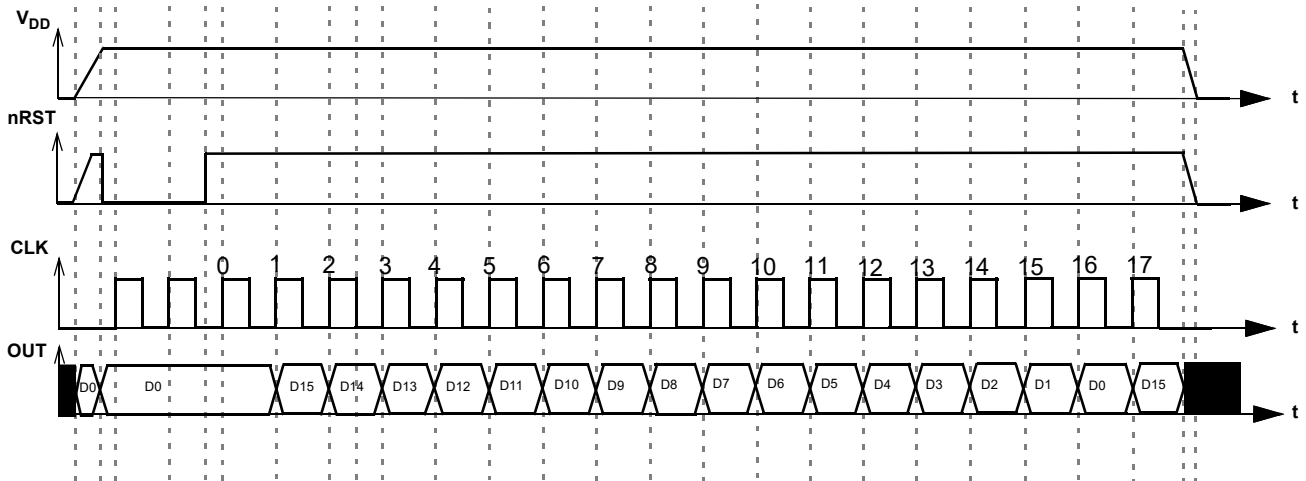 VDD
t
nRST
t
CLK
0 1 2 3 4 5 6 7 8 9 10 11 12 13 14 15 16 17
t
OUT
D0 D0 D15 D14 D13 D12 D11 D10 D9 D8 D7 D6 D5 D4 D3 D2 D1 D0 D15
t